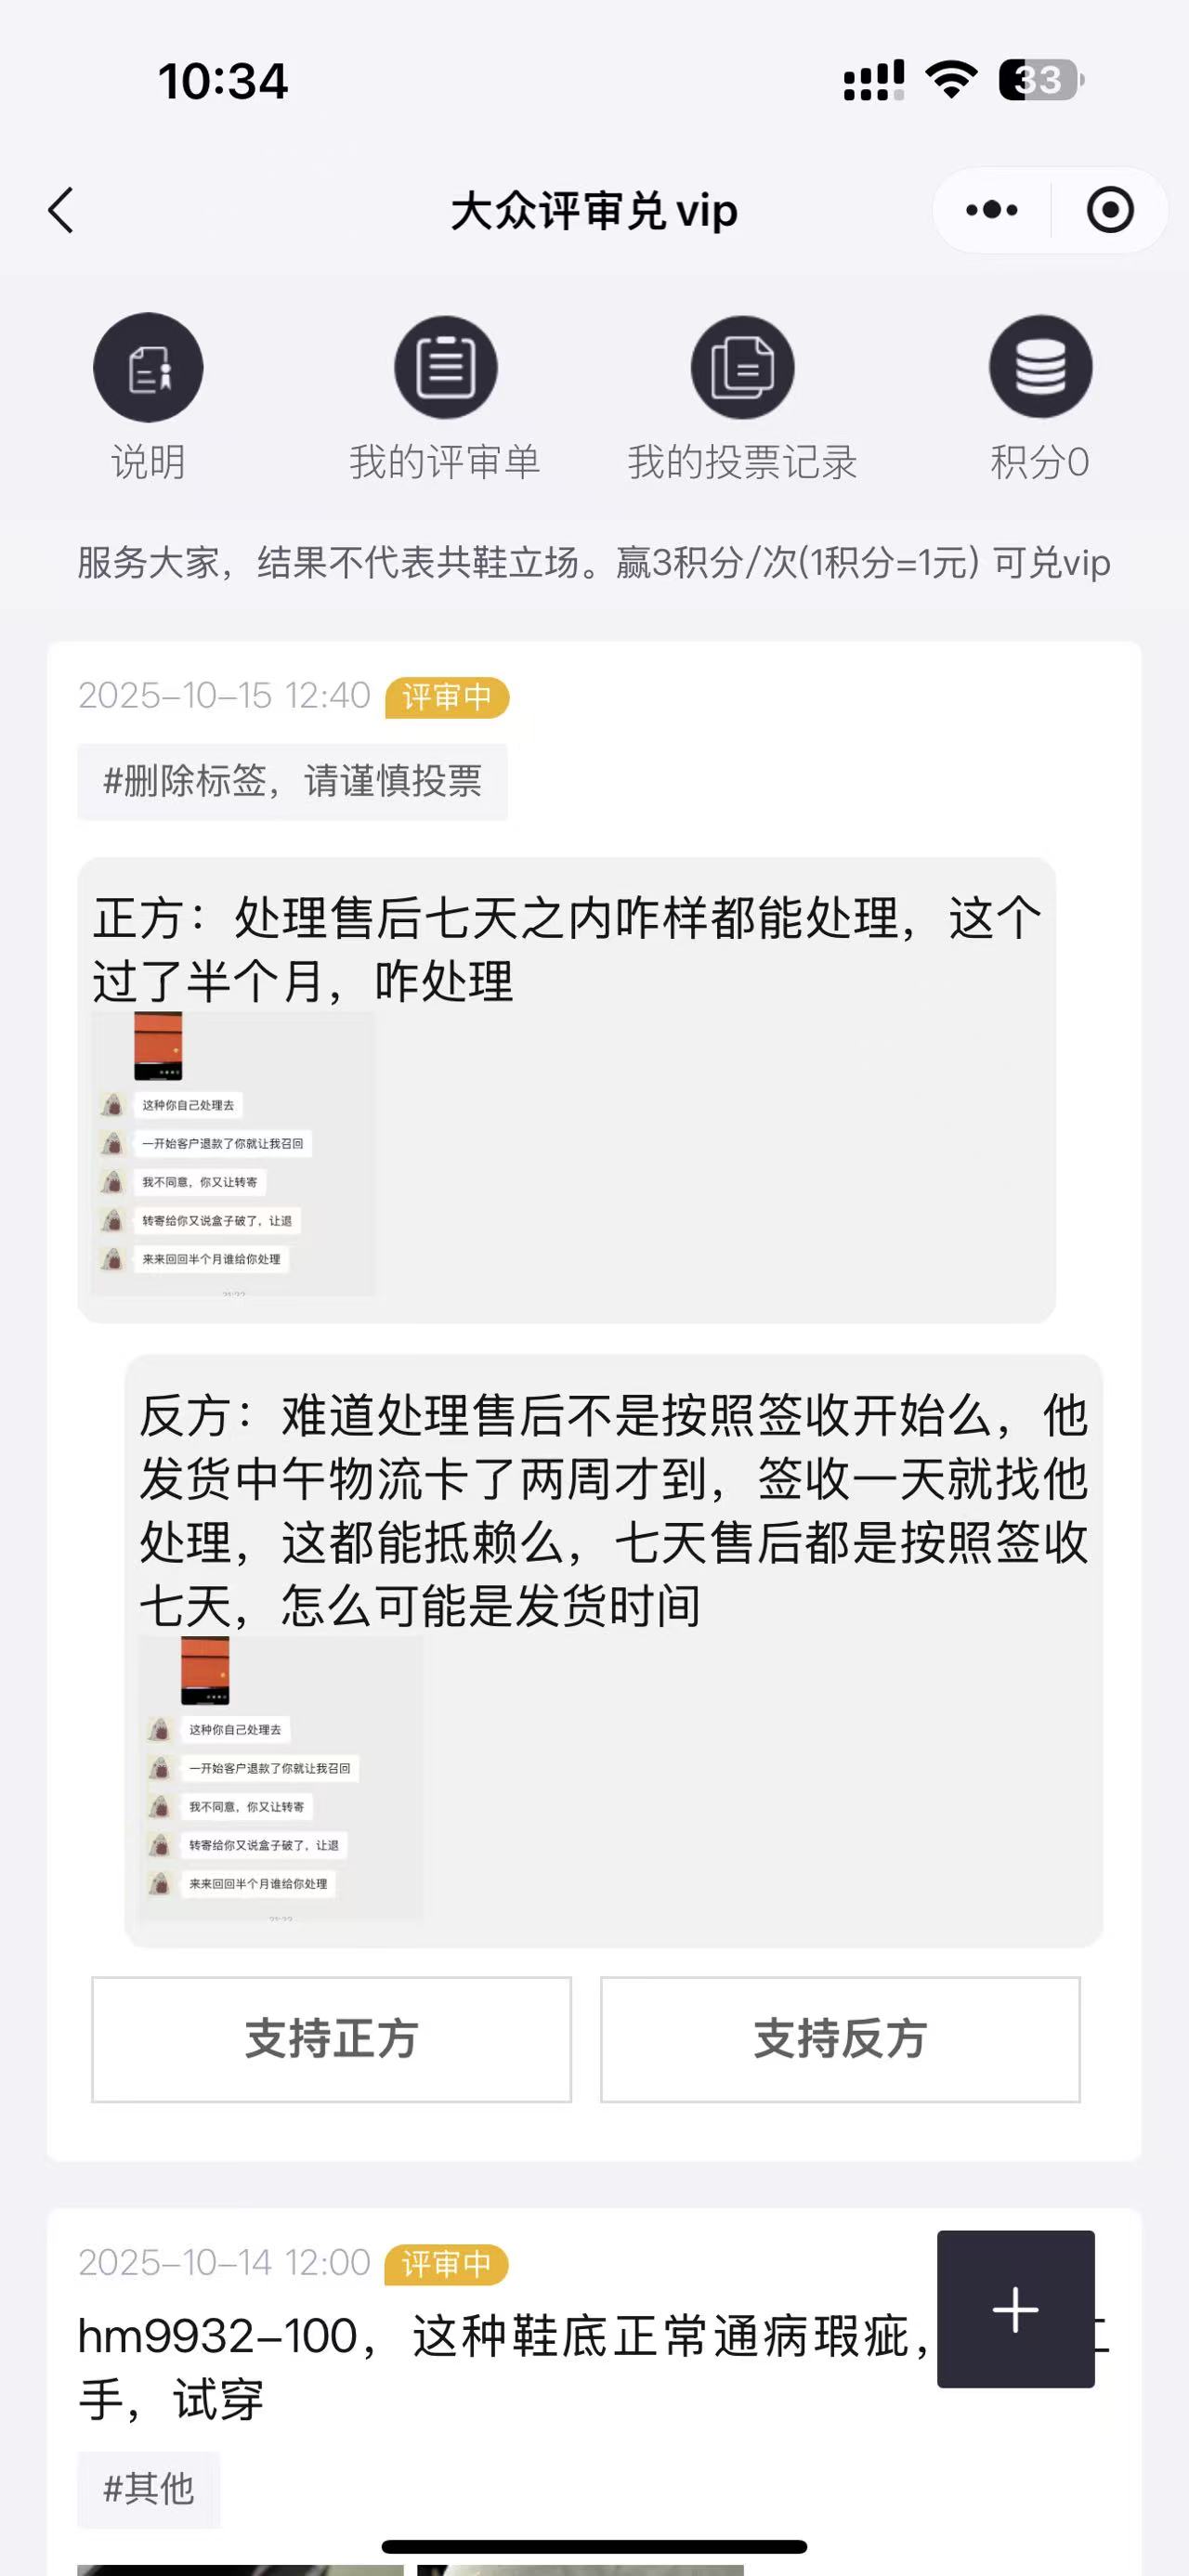 10:34
33
大众评审兑 vip
说明
我的评审单
我的投票记录
积分0
服务大家，结果不代表共鞋立场。赢3积分/次(1积分=1元) 可兑vip
2025-10-15 12:40 评审中
#删除标签，请谨慎投票
正方：处理售后七天之内咋样都能处理，这个
过了半个月，咋处理
这种你自己处理去
一开始客户退款了你就让我召回
我不同意，你又让转寄
转寄给你又说盒子破了，让退
来来回回半个月谁给你处理
反方：难道处理售后不是按照签收开始么，他
发货中午物流卡了两周才到，签收一天就找他
处理，这都能抵赖么，七天售后都是按照签收
七天，怎么可能是发货时间
这种你自己处理去
一开始客户退款了你就让我召回
我不同意，你又让转寄
转寄给你又说盒子破了，让退
来来回回半个月谁给你处理
支持正方
支持反方
2025-10-14 12:00 评审中
hm9932-100，这种鞋底正常通病瑕疵，
手，试穿
#其他